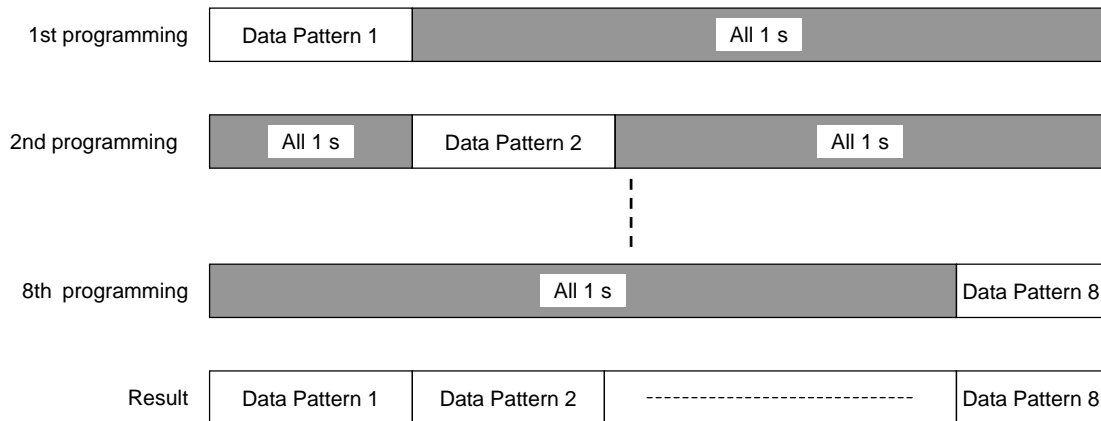 1st programming
Data Pattern 1
All 1 s
2nd programming
All 1 s
Data Pattern 2
All 1 s
8th programming
All 1 s
Data Pattern 8
Result
Data Pattern 1
Data Pattern 2
Data Pattern 8